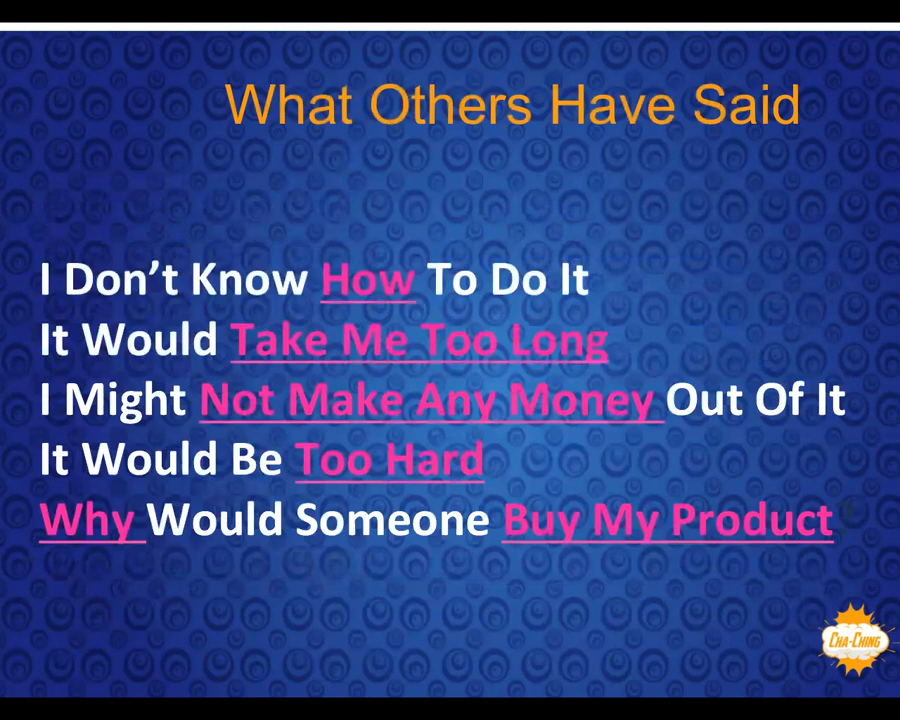 What Others Have Said
I Don’t Know How To Do It
It Would Take Me Too Long
I Might Not Make Any Money Out Of It
It Would Be Too Hard
Why Would Someone Buy My Product
CHA-CHING